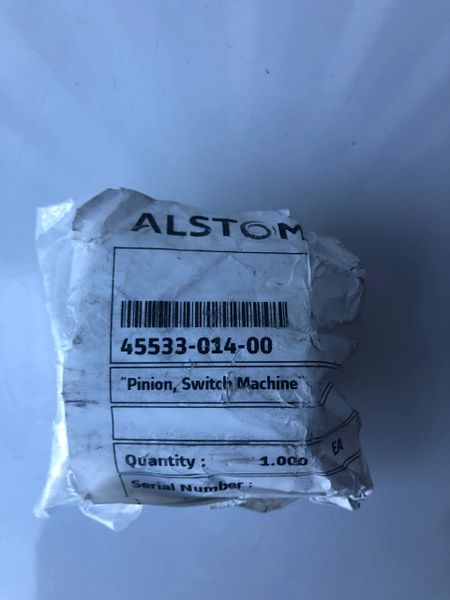 ALSTOM
45533-014-00
"Pinion, Switch Machine"
Quantity : 1.000 EA
Serial Number :